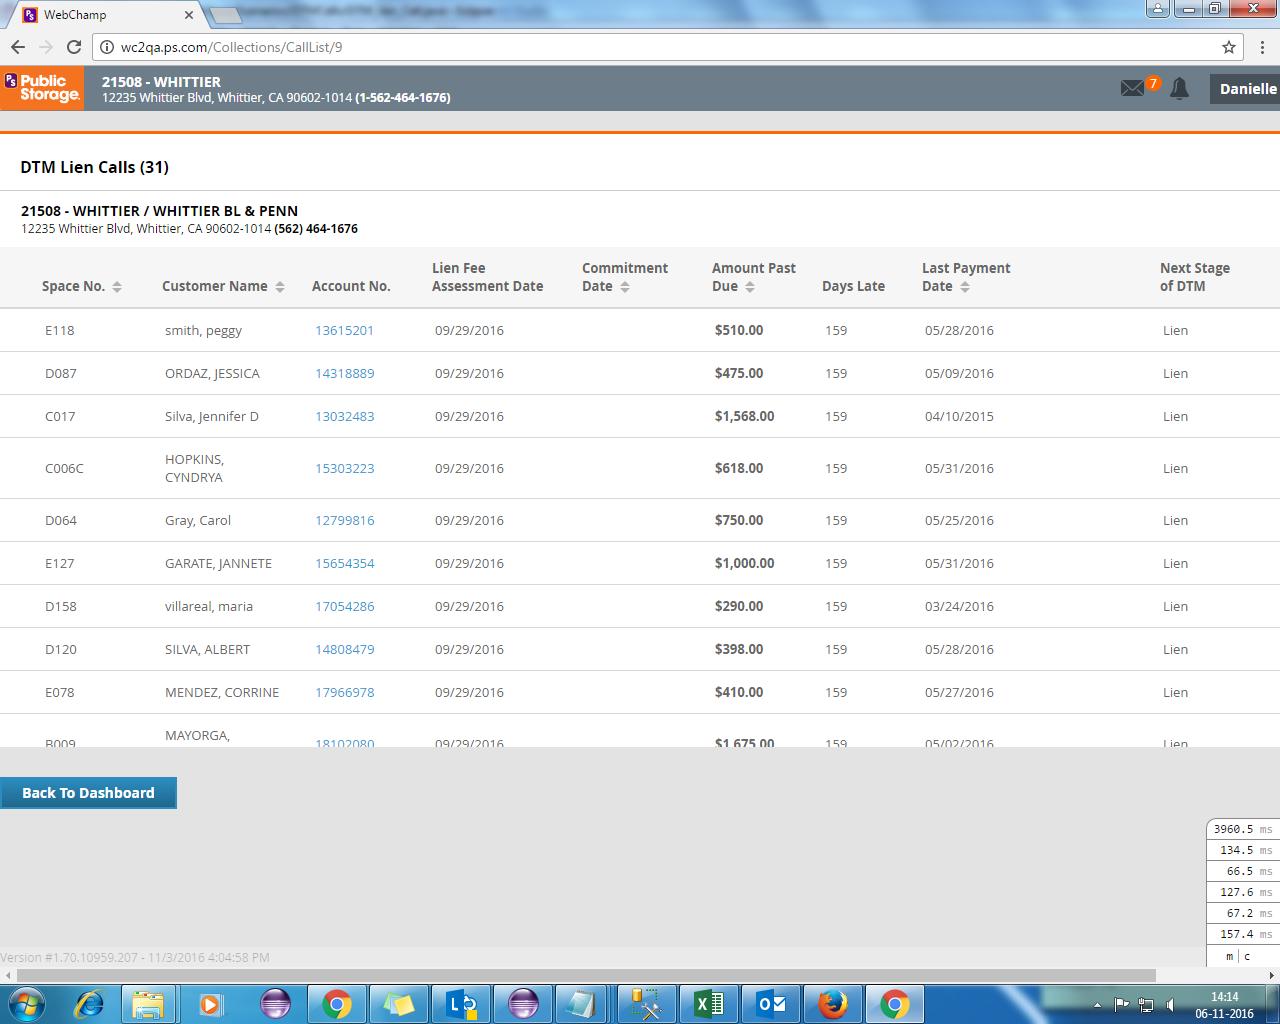 WebChamp
wc2qa.ps.com/Collections/CallList/9
PS Public Storage.
21508 - WHITTIER
12235 Whittier Blvd, Whittier, CA 90602-1014 (1-562-464-1676)
7
Danielle
DTM Lien Calls (31)
21508 - WHITTIER / WHITTIER BL & PENN
12235 Whittier Blvd, Whittier, CA 90602-1014 (562) 464-1676
Space No. Customer Name Account No. Lien Fee Assessment Date Commitment Date Amount Past Due Days Late Last Payment Date Next Stage of DTM
E118 smith, peggy 13615201 09/29/2016 $510.00 159 05/28/2016 Lien
D087 ORDAZ, JESSICA 14318889 09/29/2016 $475.00 159 05/09/2016 Lien
C017 Silva, Jennifer D 13032483 09/29/2016 $1,568.00 159 04/10/2015 Lien
C006C HOPKINS, CYNDRYA 15303223 09/29/2016 $618.00 159 05/31/2016 Lien
D064 Gray, Carol 12799816 09/29/2016 $750.00 159 05/25/2016 Lien
E127 GARATE, JANNETE 15654354 09/29/2016 $1,000.00 159 05/31/2016 Lien
D158 villareal, maria 17054286 09/29/2016 $290.00 159 03/24/2016 Lien
D120 SILVA, ALBERT 14808479 09/29/2016 $398.00 159 05/28/2016 Lien
E078 MENDEZ, CORRINE 17966978 09/29/2016 $410.00 159 05/27/2016 Lien
B009 MAYORGA, 18102080 09/29/2016 $1,675.00 159 05/02/2016 Lien
Back To Dashboard
3960.5 ms
134.5 ms
66.5 ms
127.6 ms
67.2 ms
157.4 ms
m | c
Version #1.70.10959.207 - 11/3/2016 4:04:58 PM
14:14
06-11-2016